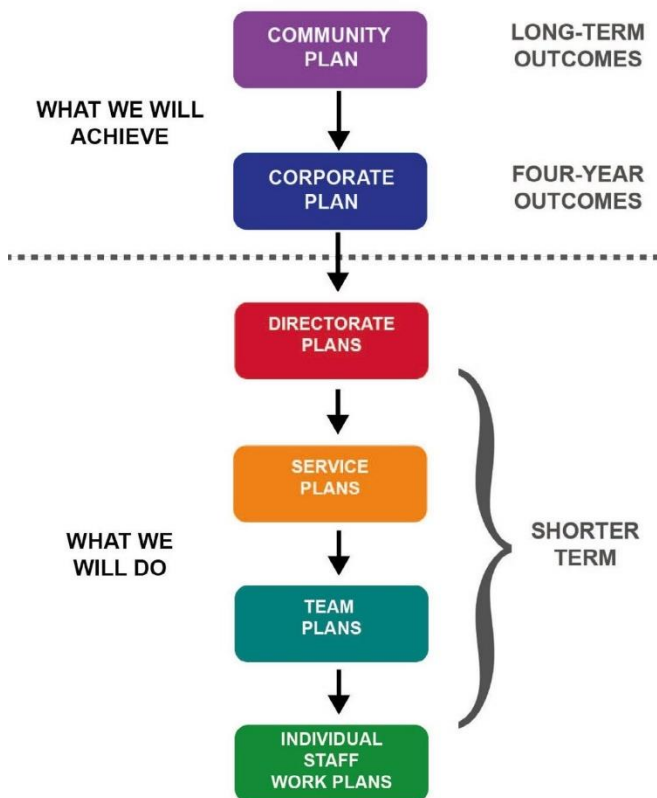 COMMUNITY
PLAN
LONG-TERM
OUTCOMES
WHAT WE WILL
ACHIEVE
CORPORATE
PLAN
FOUR-YEAR
OUTCOMES
DIRECTORATE
PLANS
SERVICE
PLANS
WHAT WE
WILL DO
SHORTER
TERM
TEAM
PLANS
INDIVIDUAL
STAFF
WORK PLANS